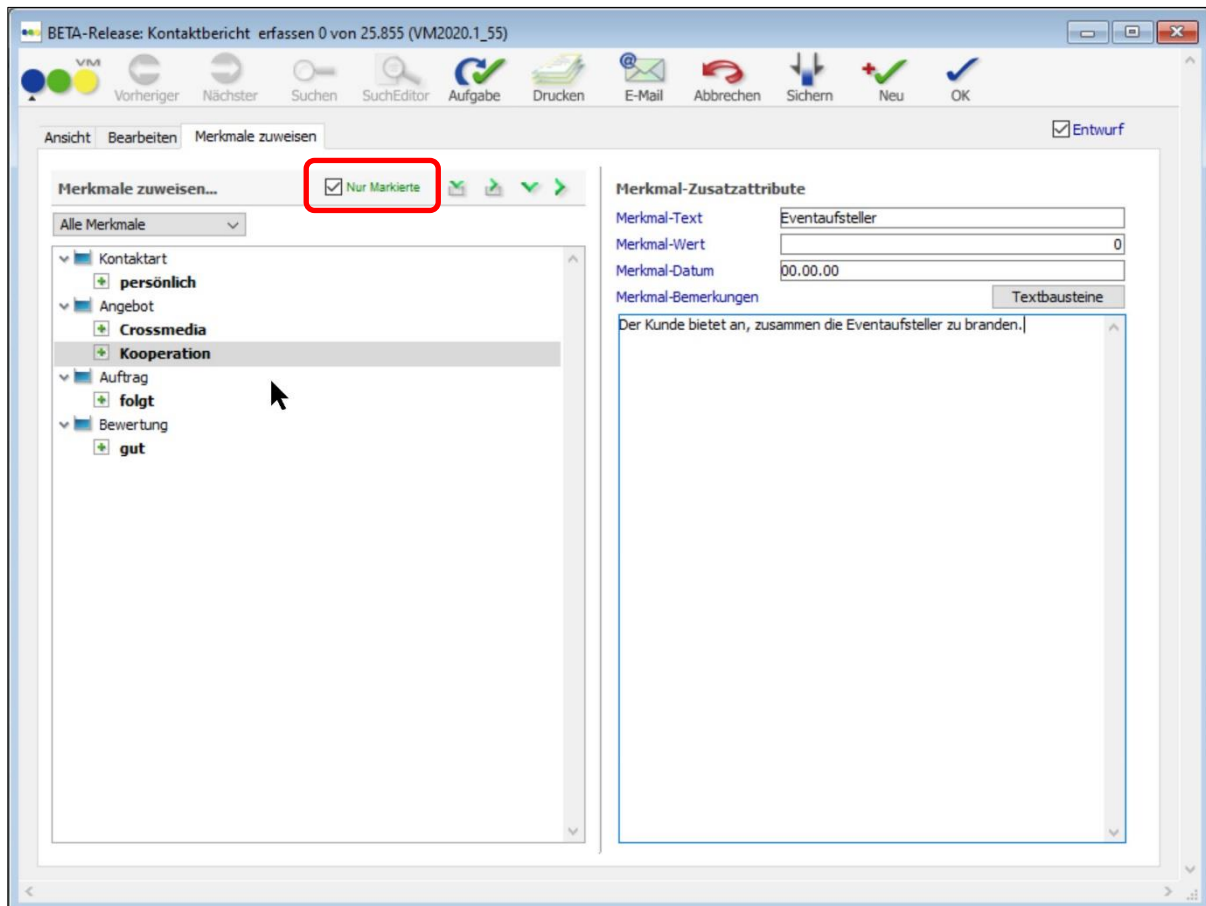 BETA-Release: Kontaktbericht erfassen 0 von 25.855 (VM2020.1_55)
VM
Vorheriger Nächster Suchen SuchEditor Aufgabe Drucken E-Mail Abbrechen Sichern Neu OK
Ansicht Bearbeiten Merkmale zuweisen Entwurf
Merkmale zuweisen... Nur Markierte
Alle Merkmale
Kontaktart
persönlich
Angebot
Crossmedia
Kooperation
Auftrag
folgt
Bewertung
gut
Merkmal-Zusatzattribute
Merkmal-Text Eventaufsteller
Merkmal-Wert 0
Merkmal-Datum 00.00.00
Merkmal-Bemerkungen Textbausteine
Der Kunde bietet an, zusammen die Eventaufsteller zu branden.